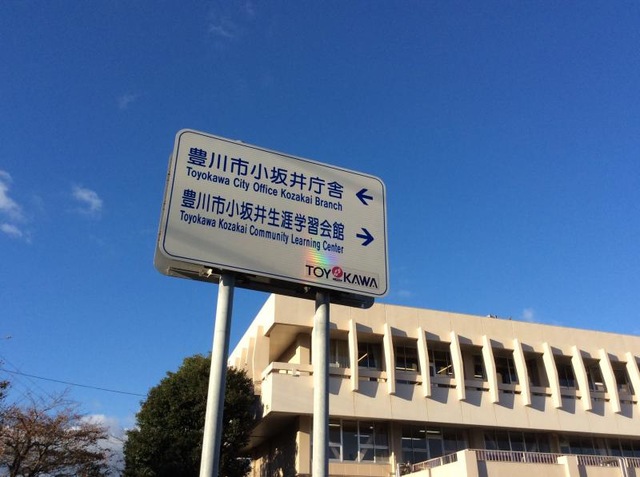 豊川市小坂井庁舎 ←
Toyokawa City Office Kozakai Branch
豊川市小坂井生涯学習会館 →
Toyokawa Kozakai Community Learning Center
TOYOKAWA